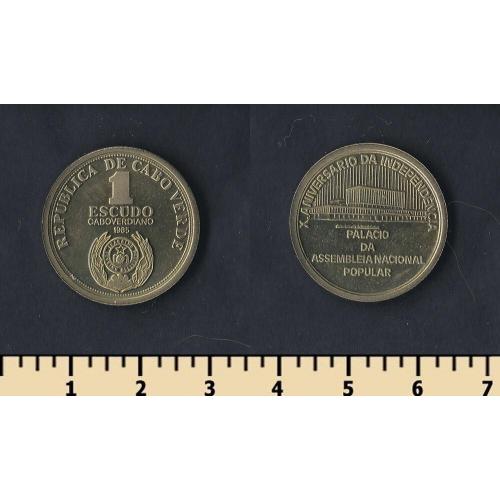 REPUBLICA DE CABO VERDE
1
ESCUDO
CABOVERDIANO
1985
X ANIVERSARIO DA INDEPENDENCIA
PALACIO
DA
ASSEMBLEIA NACIONAL
POPULAR
1 2 3 4 5 6 7